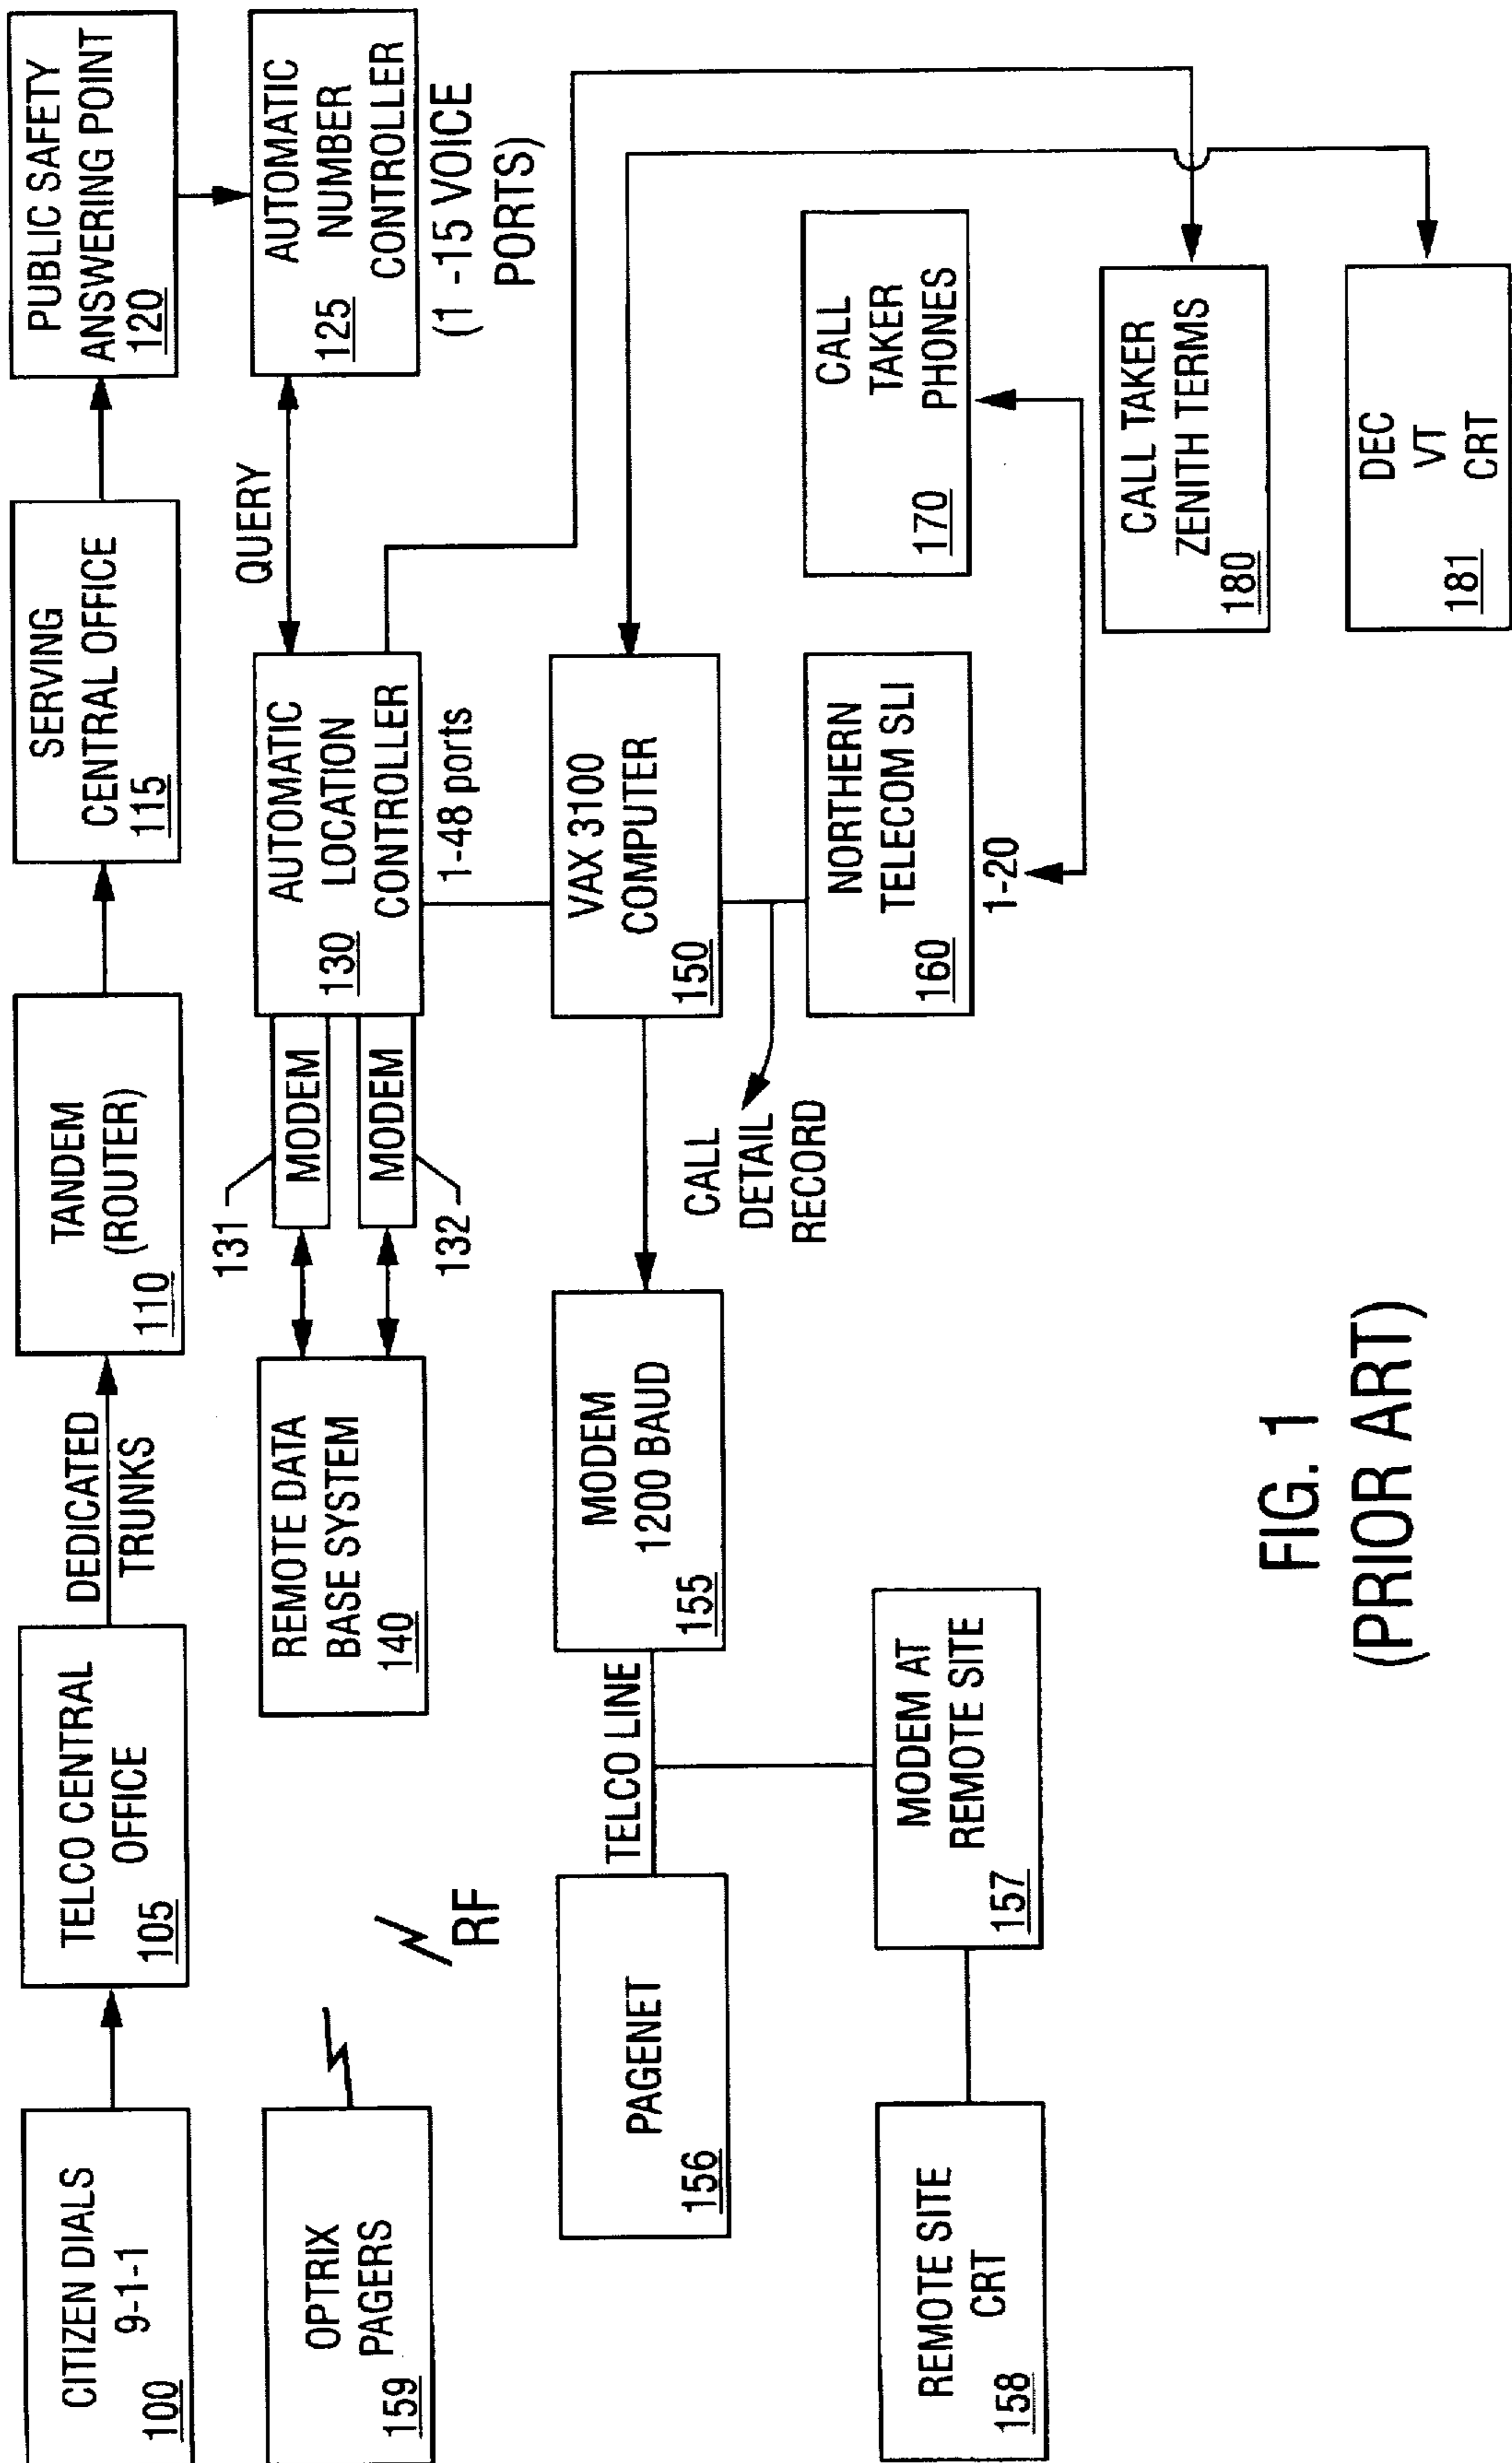 CITIZEN DIALS
9-1-1
100
TELCO CENTRAL
OFFICE
105
DEDICATED
TRUNKS
TANDEM
(ROUTER)
110
SERVING
CENTRAL OFFICE
115
PUBLIC SAFETY
ANSWERING POINT
120
OPTRIX
PAGERS
159
RF
REMOTE DATA
BASE SYSTEM
140
131
MODEM
MODEM
132
AUTOMATIC
LOCATION
CONTROLLER
130
1-48 ports
QUERY
AUTOMATIC
NUMBER
CONTROLLER
125
(1 -15 VOICE
PORTS)
PAGENET
156
TELCO LINE
MODEM
1200 BAUD
155
VAX 3100
COMPUTER
150
CALL
DETAIL
RECORD
NORTHERN
TELECOM SLI
160
1-20
CALL
TAKER
PHONES
170
REMOTE SITE
CRT
158
MODEM AT
REMOTE SITE
157
CALL TAKER
ZENITH TERMS
180
DEC
VT
CRT
181
FIG. 1
(PRIOR ART)